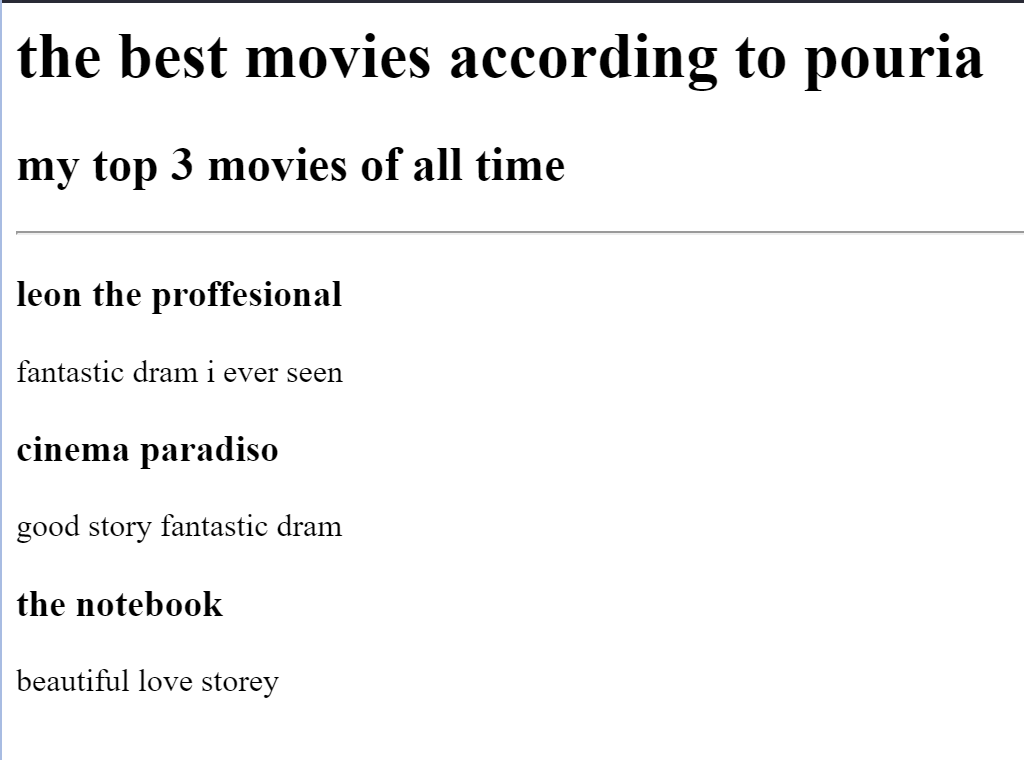 the best movies according to pouria
my top 3 movies of all time
leon the proffesional
fantastic dram i ever seen
cinema paradiso
good story fantastic dram
the notebook
beautiful love storey